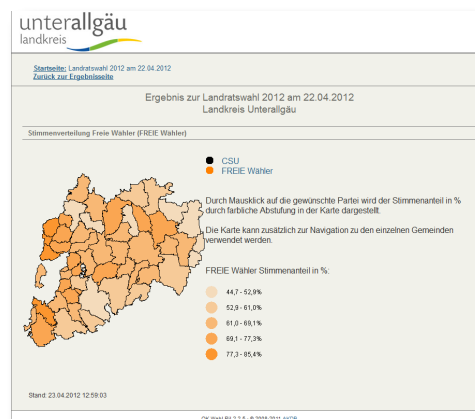 unterallgäu
landkreis
Startseite: Landratswahl 2012 am 22.04.2012
Zurück zur Ergebnisseite
Ergebnis zur Landratswahl 2012 am 22.04.2012
Landkreis Unterallgäu
Stimmenverteilung Freie Wähler (FREIE Wähler)
CSU
FREIE Wähler
Durch Mausklick auf die gewünschte Partei wird der Stimmenanteil in %
durch farbliche Abstufung in der Karte dargestellt.
Die Karte kann zusätzlich zur Navigation zu den einzelnen Gemeinden
verwendet werden.
FREIE Wähler Stimmenanteil in %:
44,7 - 52,9%
52,9 - 61,0%
61,0 - 69,1%
69,1 - 77,3%
77,3 - 85,4%
Stand: 23.04.2012 12:59:03